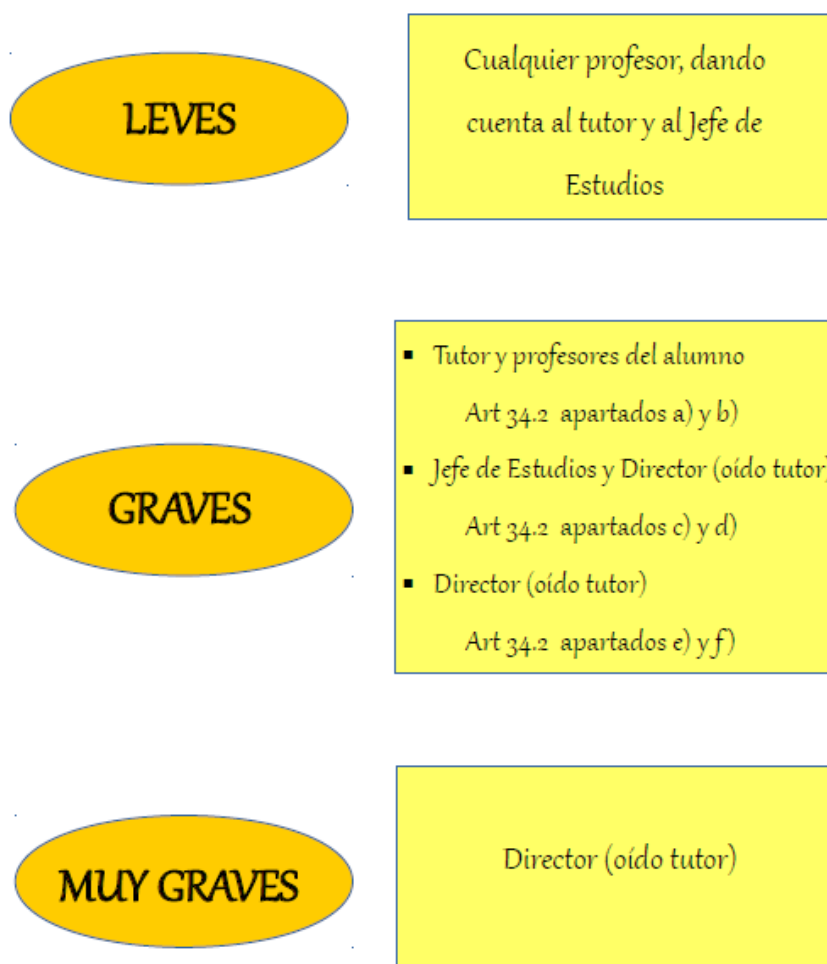 LEVES
Cualquier profesor, dando
cuenta al tutor y al Jefe de
Estudios
GRAVES
▪ Tutor y profesores del alumno
Art 34.2 apartados a) y b)
▪ Jefe de Estudios y Director (oído tutor)
Art 34.2 apartados c) y d)
▪ Director (oído tutor)
Art 34.2 apartados e) y f)
MUY GRAVES
Director (oído tutor)